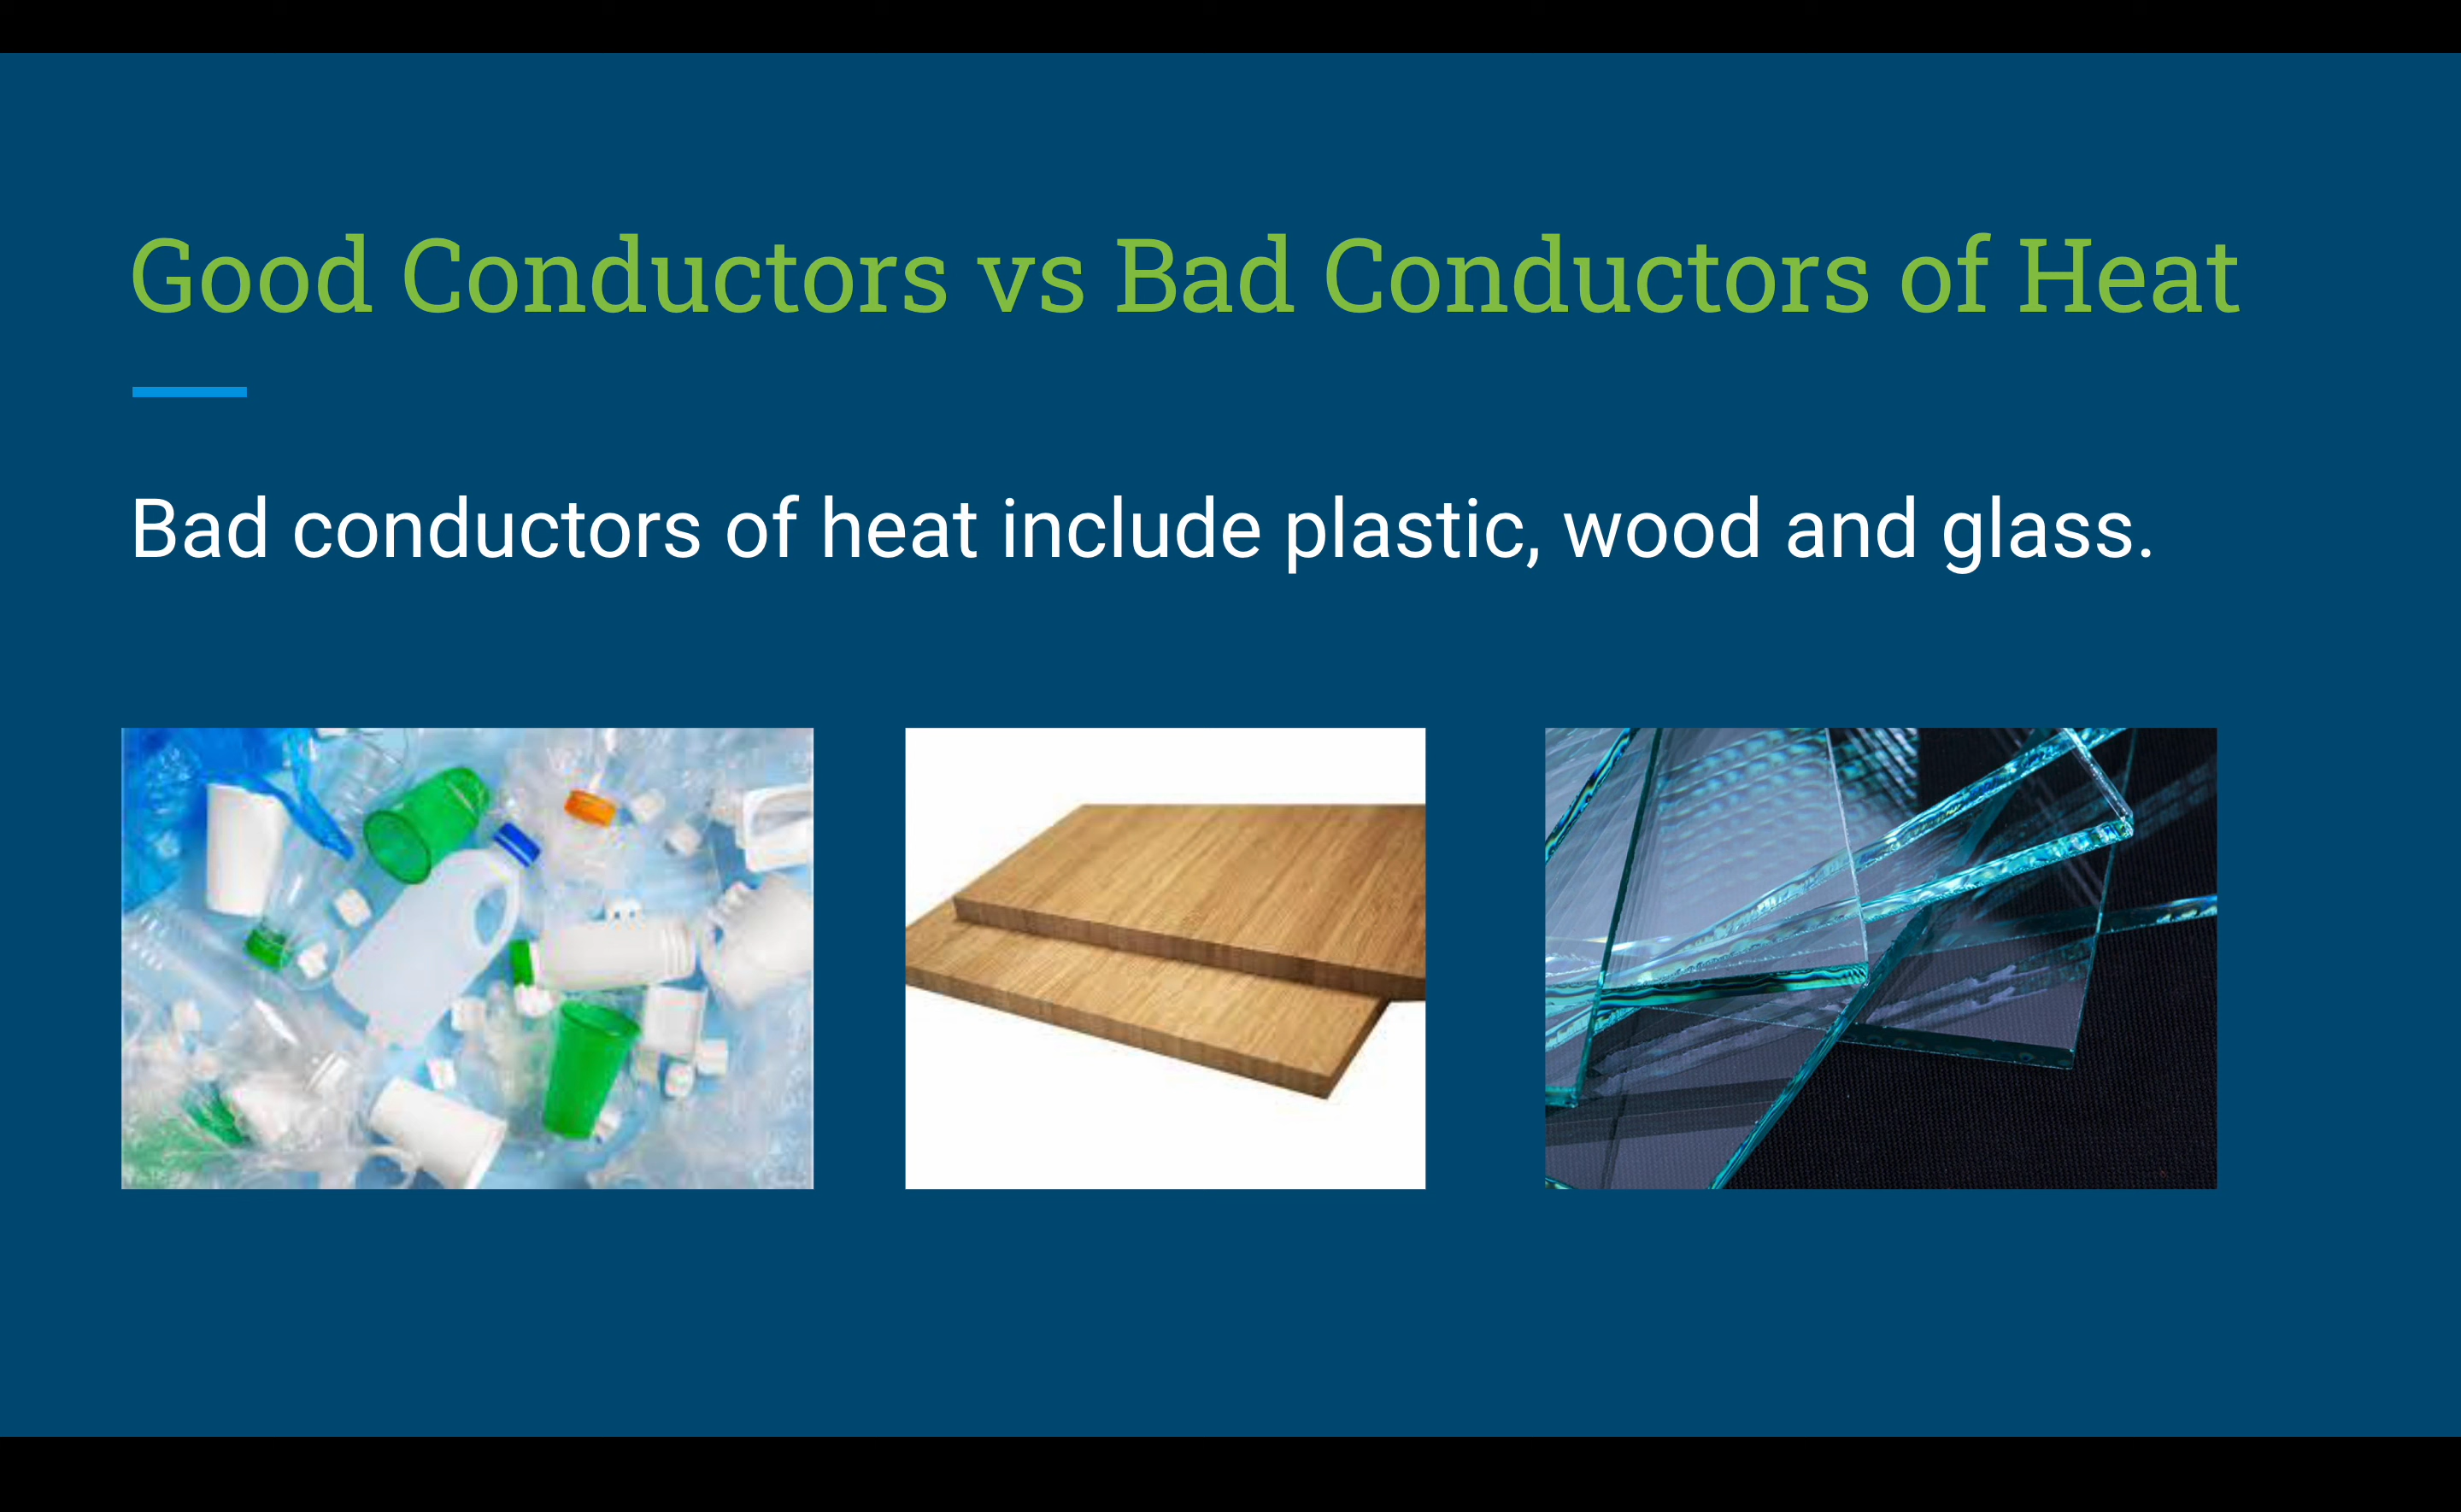 Good Conductors vs Bad Conductors of Heat
Bad conductors of heat include plastic, wood and glass.